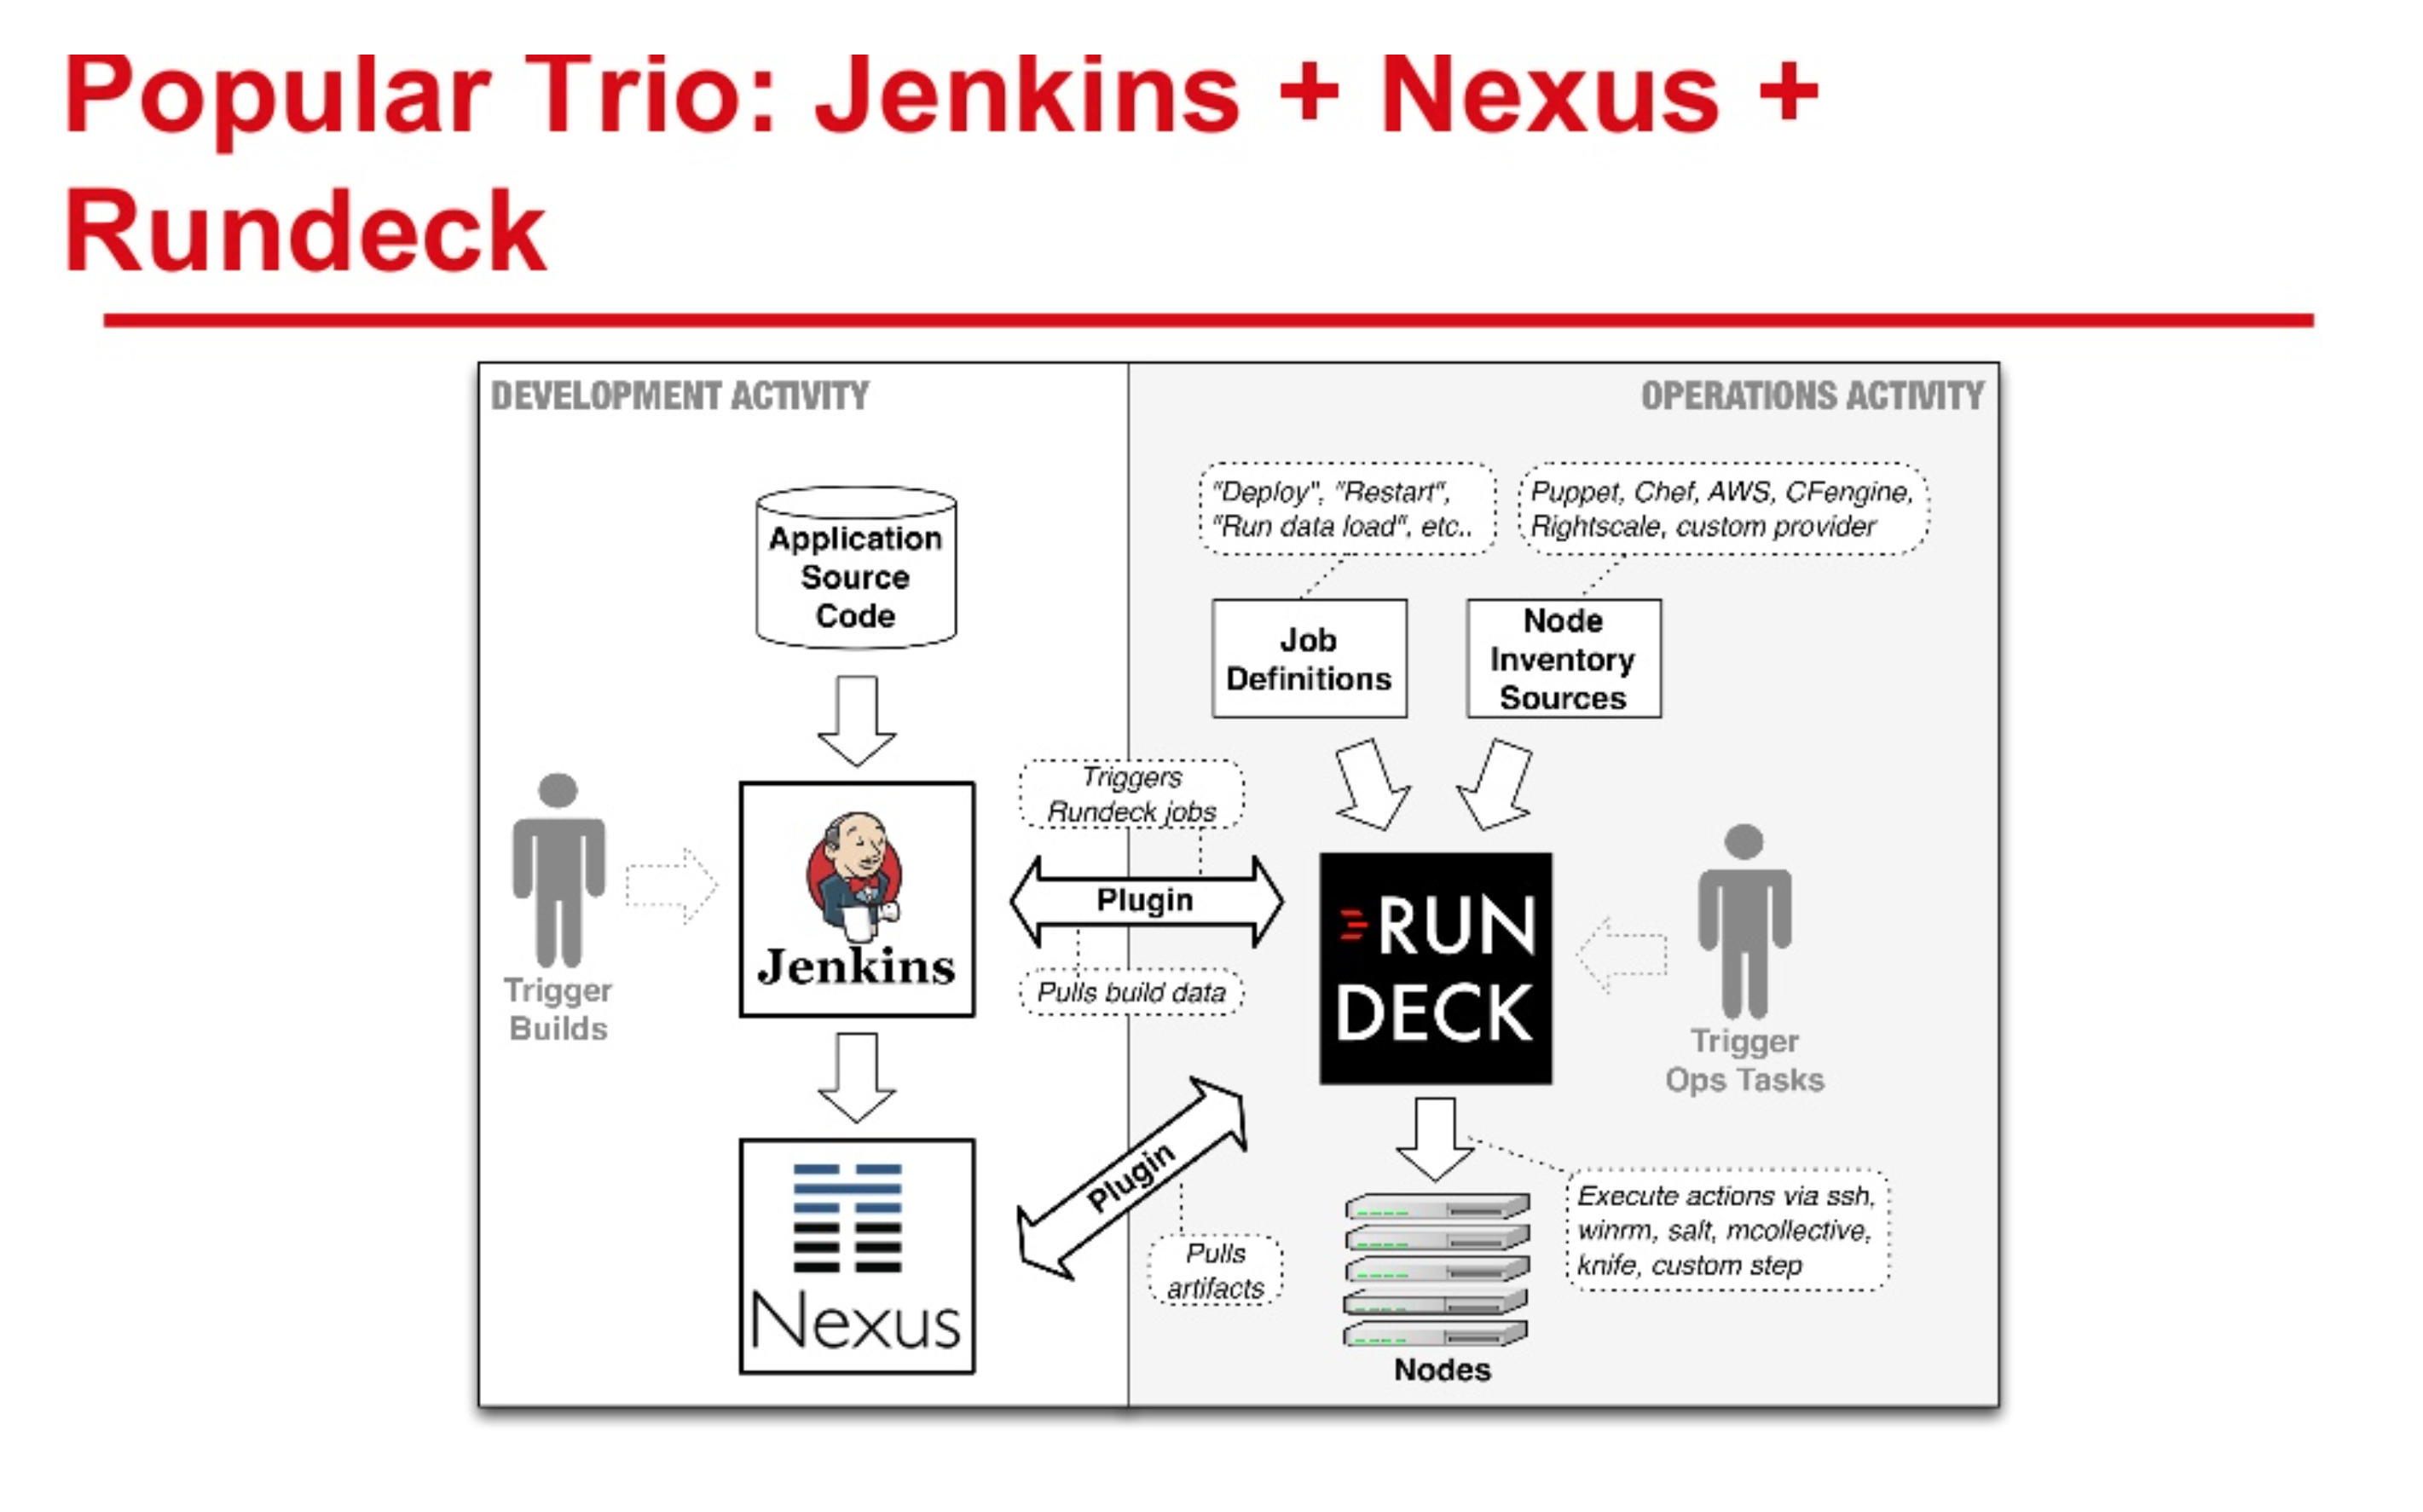 Popular Trio: Jenkins + Nexus +
Rundeck
DEVELOPMENT ACTIVITY
OPERATIONS ACTIVITY
Application
Source
Code
"Deploy", "Restart",
"Run data load", etc..
Puppet, Chef, AWS, CFengine,
Rightscale, custom provider
Job
Definitions
Node
Inventory
Sources
Trigger
Builds
Jenkins
Triggers
Rundeck jobs
Plugin
Pulls build data
RUN
DECK
Trigger
Ops Tasks
Nexus
Plugin
Pulls
artifacts
Execute actions via ssh,
winrm, salt, mcollective,
knife, custom step
Nodes